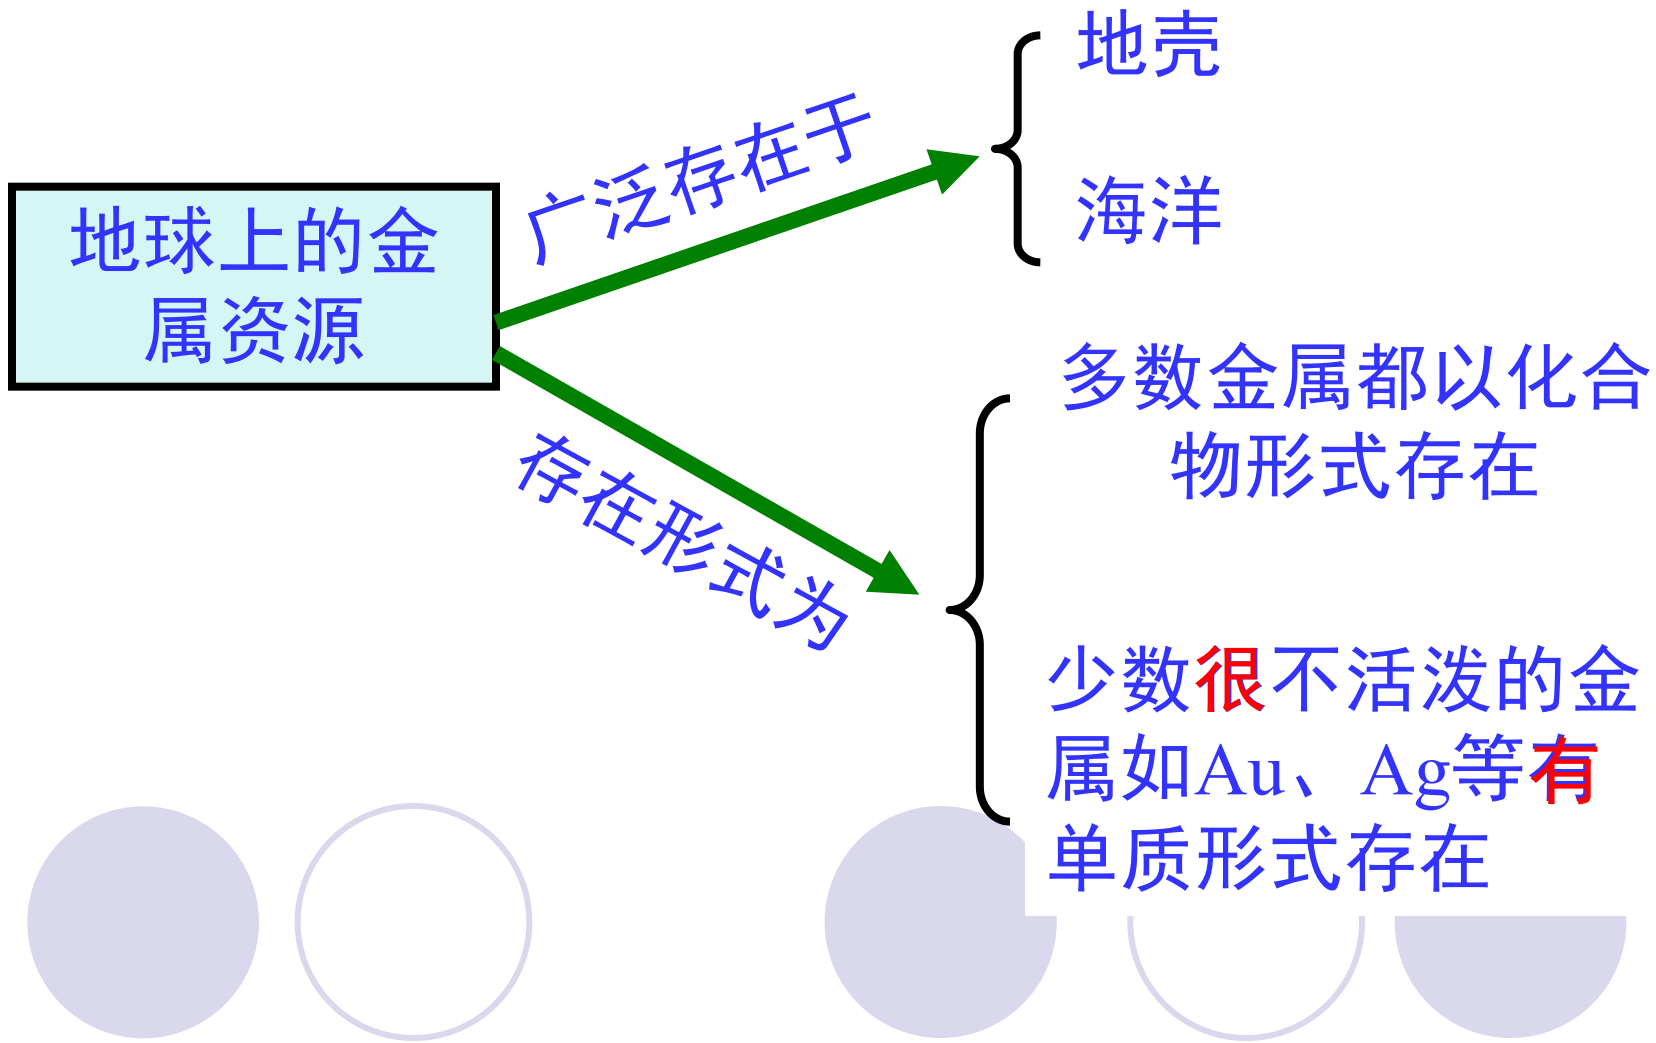 地球上的金
属资源
广泛存在于
地壳
海洋
存在形式为
多数金属都以化合
物形式存在
少数很不活泼的金
属如Au、Ag等有
单质形式存在